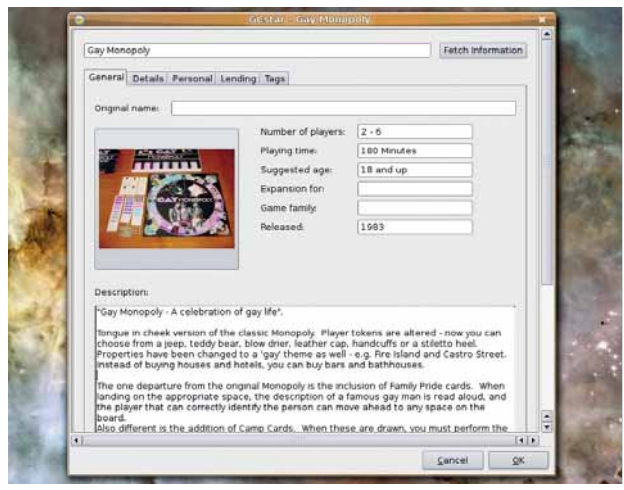 GCstar - Gay Monopoly
Gay Monopoly
Fetch Information
General Details Personal Lending Tags
Original name:
Number of players: 2 - 6
Playing time: 180 Minutes
Suggested age: 18 and up
Expansion for:
Game family:
Released: 1983
GAY MONOPOLY
Description:
"Gay Monopoly - A celebration of gay life".
Tongue in cheek version of the classic Monopoly. Player tokens are altered - now you can
choose from a jeep, teddy bear, blow drier, leather cap, handcuffs or a stiletto heel.
Properties have been changed to a 'gay' theme as well - e.g. Fire Island and Castro Street.
Instead of buying houses and hotels, you can buy bars and bathhouses.
The one departure from the original Monopoly is the inclusion of Family Pride cards. When
landing on the appropriate space, the description of a famous gay man is read aloud, and
the player that can correctly identify the person can move ahead to any space on the
board.
Also different is the addition of Camp Cards. When these are drawn, you must perform the
Cancel OK